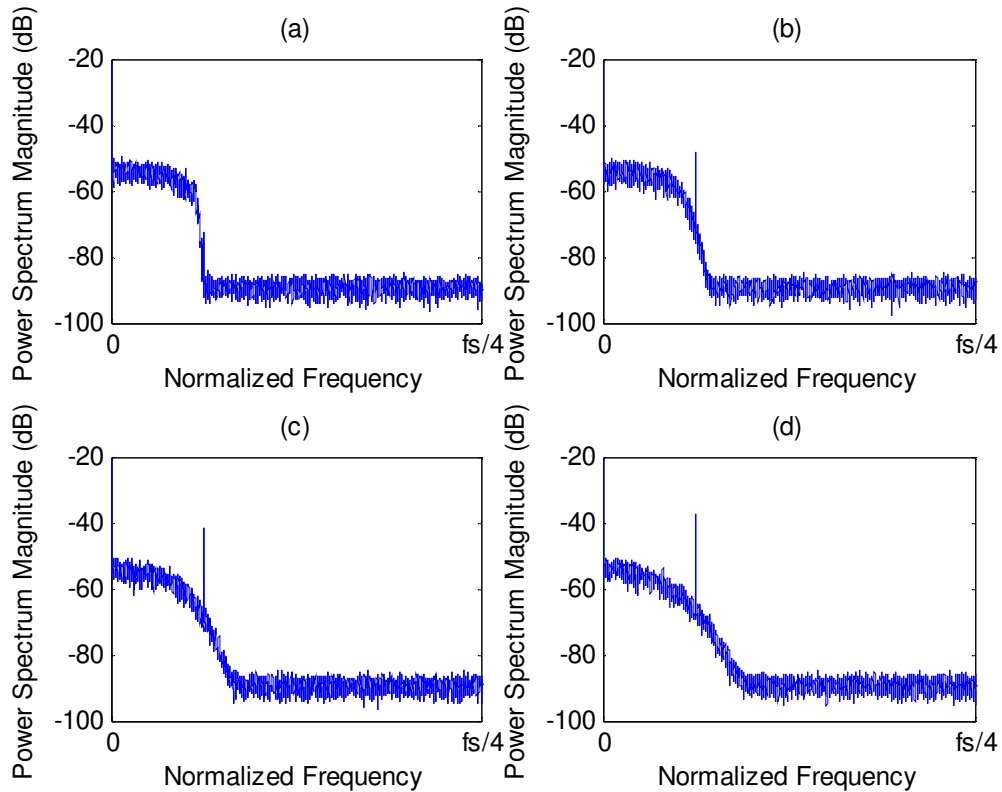 (a)
Power Spectrum Magnitude (dB)
-20
-40
-60
-80
-100
0
fs/4
Normalized Frequency
(b)
Power Spectrum Magnitude (dB)
-20
-40
-60
-80
-100
0
fs/4
Normalized Frequency
(c)
Power Spectrum Magnitude (dB)
-20
-40
-60
-80
-100
0
fs/4
Normalized Frequency
(d)
Power Spectrum Magnitude (dB)
-20
-40
-60
-80
-100
0
fs/4
Normalized Frequency